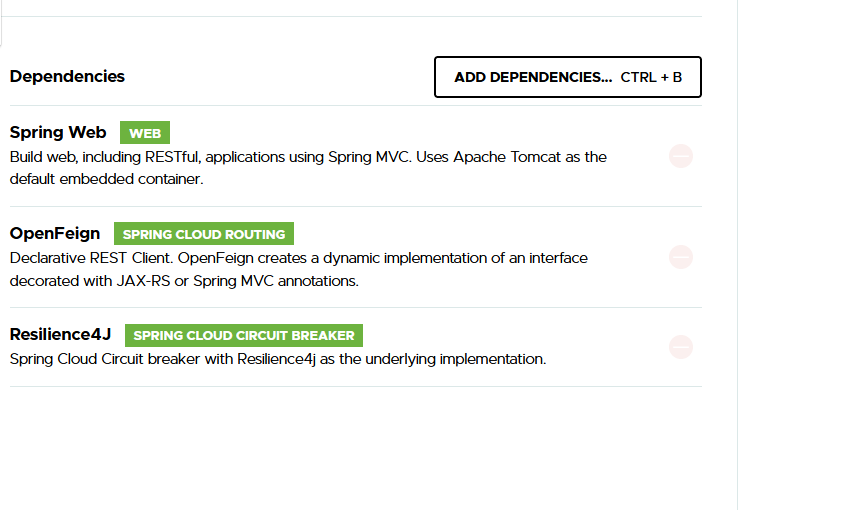 Dependencies
ADD DEPENDENCIES... CTRL + B
Spring Web WEB
Build web, including RESTful, applications using Spring MVC. Uses Apache Tomcat as the
default embedded container.
OpenFeign SPRING CLOUD ROUTING
Declarative REST Client. OpenFeign creates a dynamic implementation of an interface
decorated with JAX-RS or Spring MVC annotations.
Resilience4J SPRING CLOUD CIRCUIT BREAKER
Spring Cloud Circuit breaker with Resilience4j as the underlying implementation.